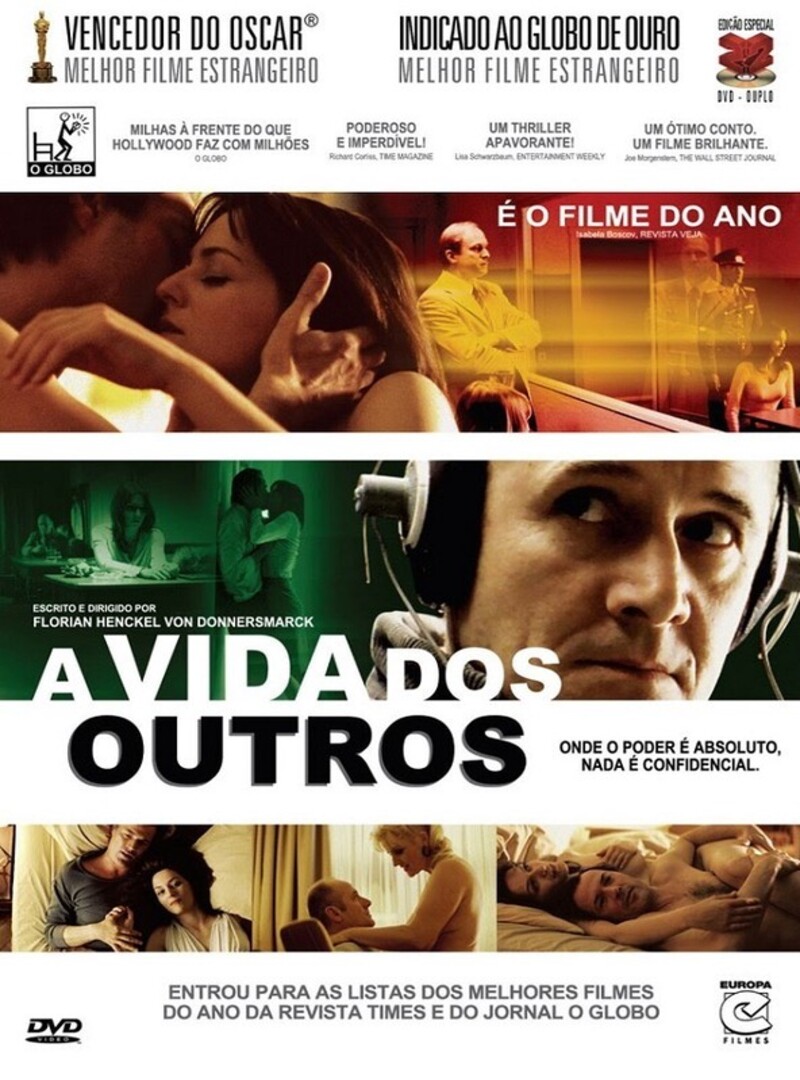 VENCEDOR DO OSCAR®
MELHOR FILME ESTRANGEIRO
INDICADO AO GLOBO DE OURO
MELHOR FILME ESTRANGEIRO
EDIÇÃO ESPECIAL
2
DVD - DUPLO
O GLOBO
MILHAS À FRENTE DO QUE
HOLLYWOOD FAZ COM MILHÕES
O GLOBO
PODEROSO
E IMPERDÍVEL!
Richard Corliss, TIME MAGAZINE
UM THRILLER
APAVORANTE!
Lisa Schwarzbaum, ENTERTAINMENT WEEKLY
UM ÓTIMO CONTO.
UM FILME BRILHANTE.
Joe Morgenstern, THE WALL STREET JOURNAL
É O FILME DO ANO
Isabela Boscov, REVISTA VEJA
ESCRITO E DIRIGIDO POR
FLORIAN HENCKEL VON DONNERSMARCK
A VIDA DOS
OUTROS
ONDE O PODER É ABSOLUTO,
NADA É CONFIDENCIAL.
ENTROU PARA AS LISTAS DOS MELHORES FILMES
DO ANO DA REVISTA TIMES E DO JORNAL O GLOBO
DVD
VIDEO
EUROPA
FILMES